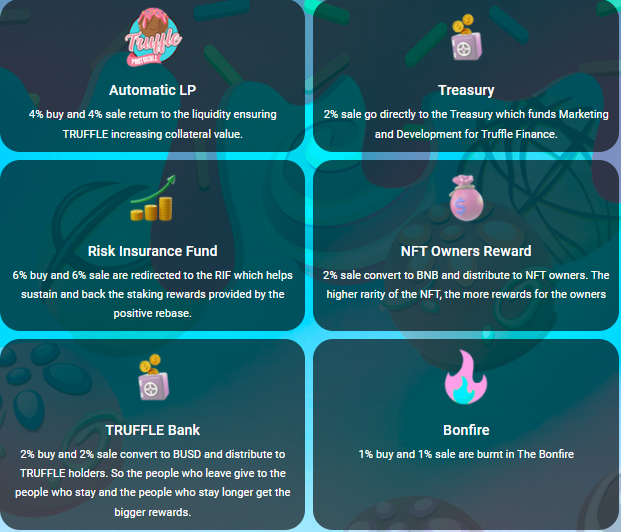 Truffle
PROTOCOL
Automatic LP
4% buy and 4% sale return to the liquidity ensuring
TRUFFLE increasing collateral value.
Treasury
2% sale go directly to the Treasury which funds Marketing
and Development for Truffle Finance.
Risk Insurance Fund
6% buy and 6% sale are redirected to the RIF which helps
sustain and back the staking rewards provided by the
positive rebase.
NFT Owners Reward
2% sale convert to BNB and distribute to NFT owners. The
higher rarity of the NFT, the more rewards for the owners
TRUFFLE Bank
2% buy and 2% sale convert to BUSD and distribute to
TRUFFLE holders. So the people who leave give to the
people who stay and the people who stay longer get the
bigger rewards.
Bonfire
1% buy and 1% sale are burnt in The Bonfire